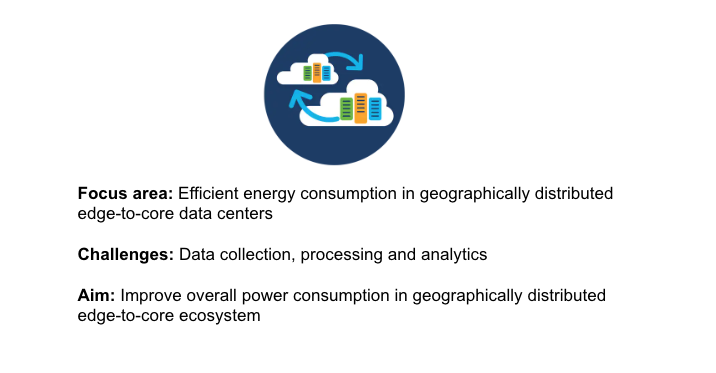 Focus area: Efficient energy consumption in geographically distributed
edge-to-core data centers
Challenges: Data collection, processing and analytics
Aim: Improve overall power consumption in geographically distributed
edge-to-core ecosystem